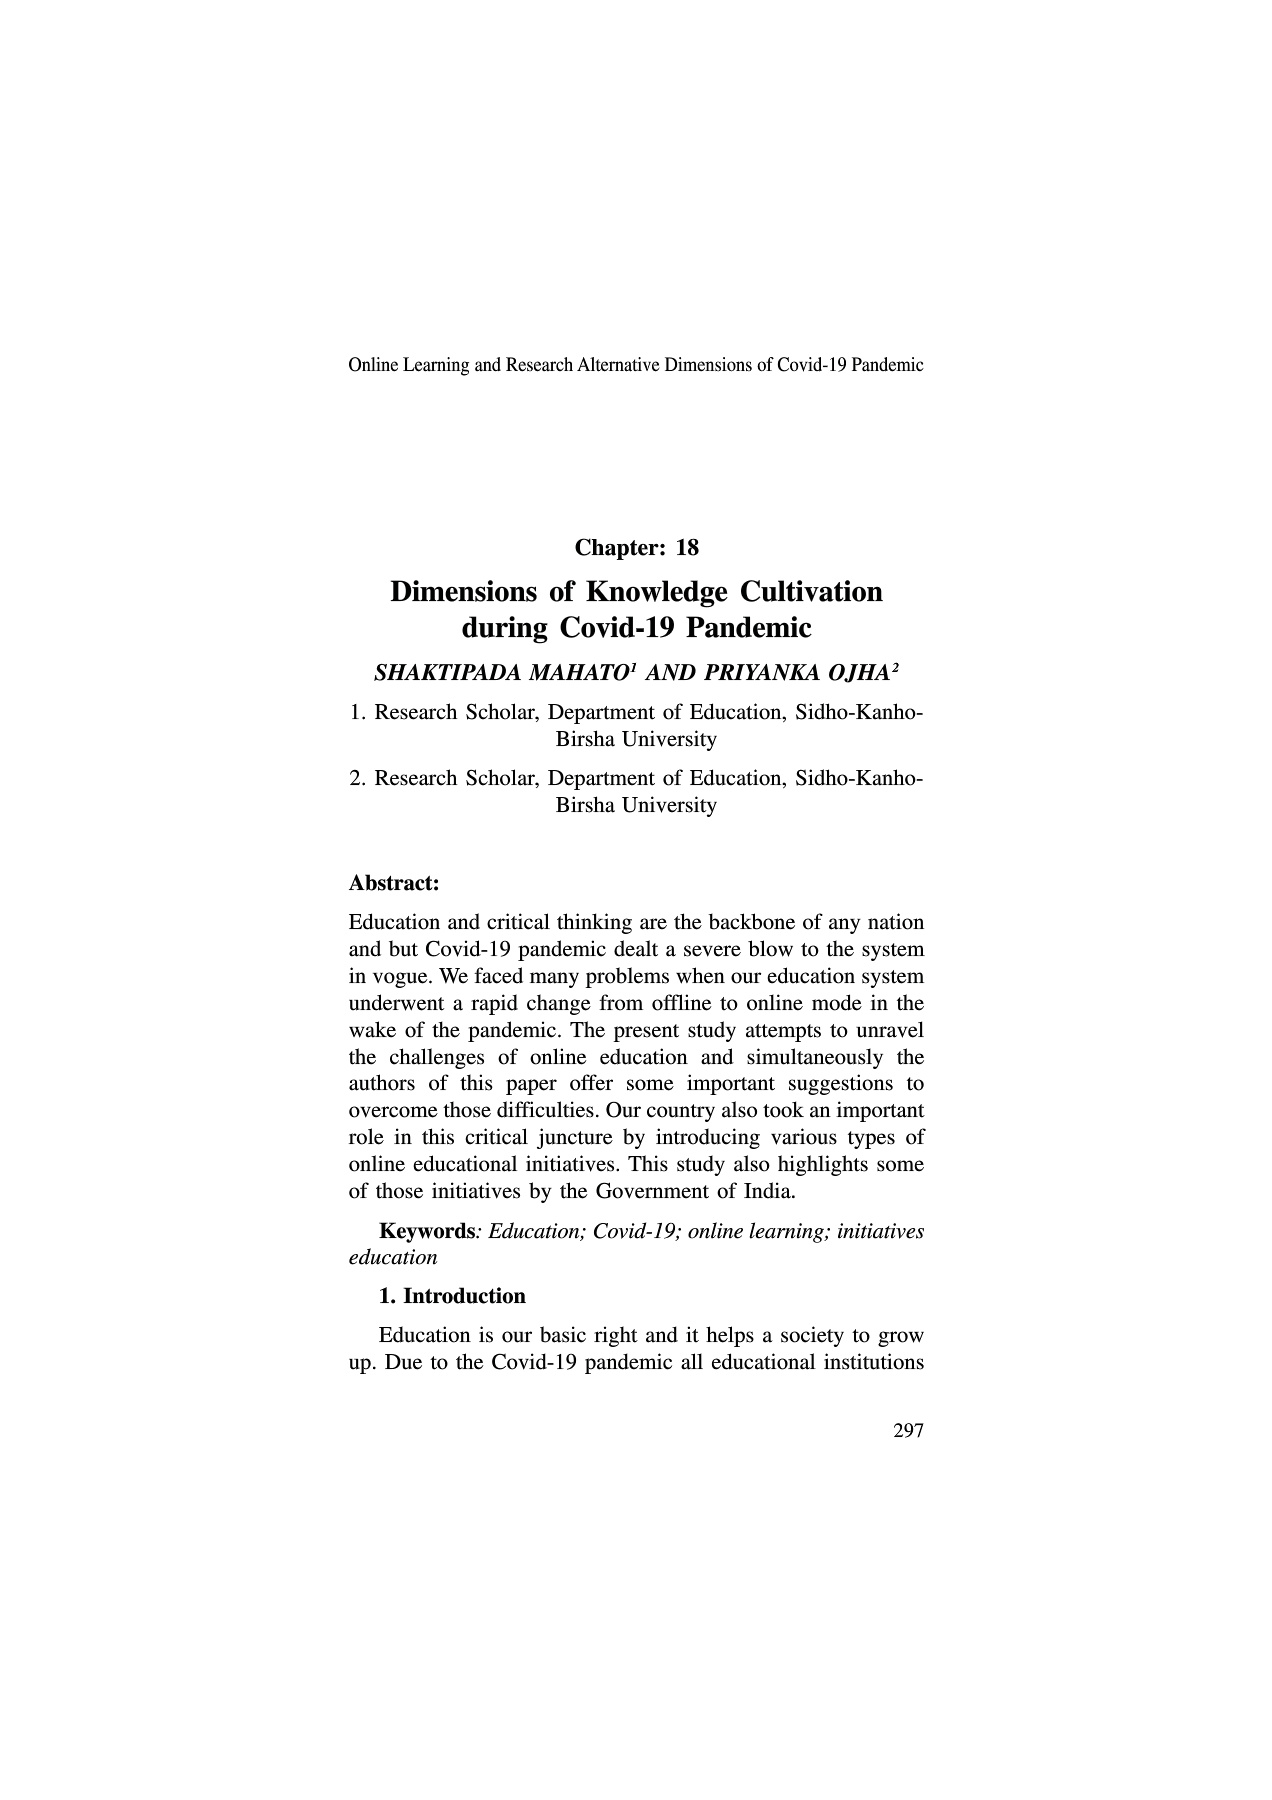 Online Learning and Research Alternative Dimensions of Covid-19 Pandemic
Chapter: 18
Dimensions of Knowledge Cultivation
during Covid-19 Pandemic
SHAKTIPADA MAHATO¹ AND PRIYANKA OJHA²
1. Research Scholar, Department of Education, Sidho-Kanho-
Birsha University
2. Research Scholar, Department of Education, Sidho-Kanho-
Birsha University
Abstract:
Education and critical thinking are the backbone of any nation
and but Covid-19 pandemic dealt a severe blow to the system
in vogue. We faced many problems when our education system
underwent a rapid change from offline to online mode in the
wake of the pandemic. The present study attempts to unravel
the challenges of online education and simultaneously the
authors of this paper offer some important suggestions to
overcome those difficulties. Our country also took an important
role in this critical juncture by introducing various types of
online educational initiatives. This study also highlights some
of those initiatives by the Government of India.
Keywords: Education; Covid-19; online learning; initiatives
education
1. Introduction
Education is our basic right and it helps a society to grow
up. Due to the Covid-19 pandemic all educational institutions
297